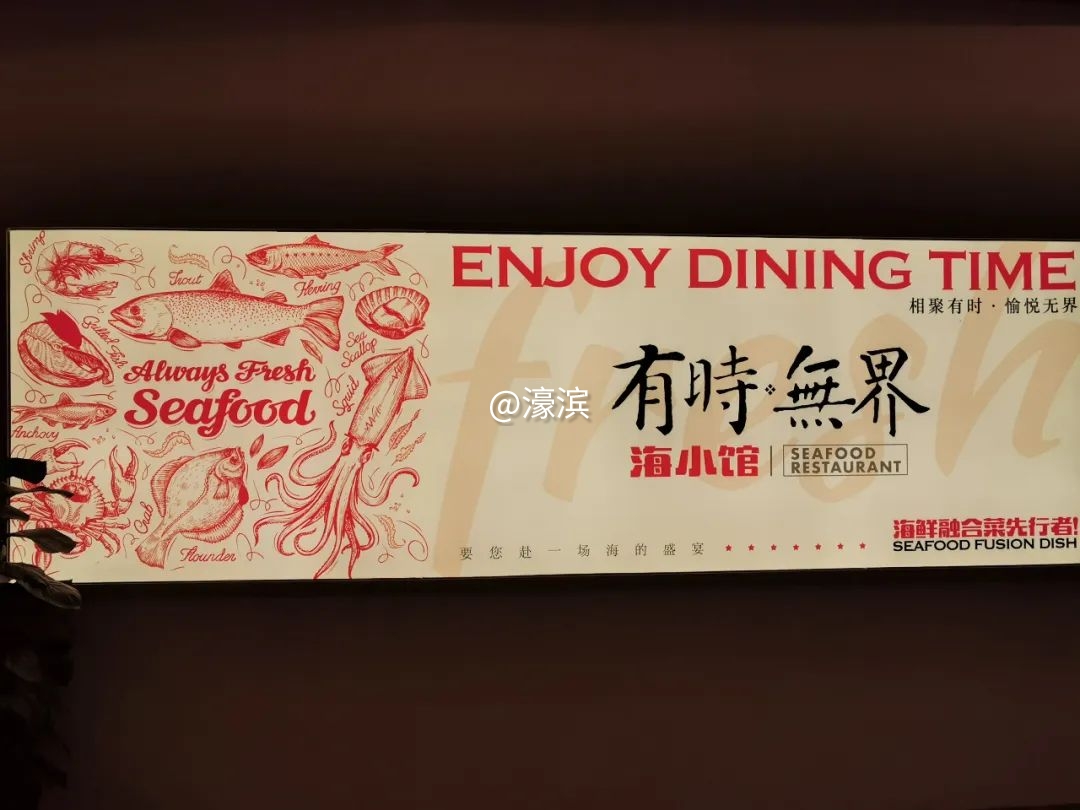 Shrimp
Trout
Herring
Grilled Fish
Sea Scallop
Always Fresh
Seafood
Squid
Anchovy
Crab
Flounder
ENJOY DINING TIME
相聚有时·愉悦无界
fresh
有時·無界
@濠滨
海小馆
SEAFOOD
RESTAURANT
要您赴一场海的盛宴
海鲜融合菜先行者!
SEAFOOD FUSION DISH